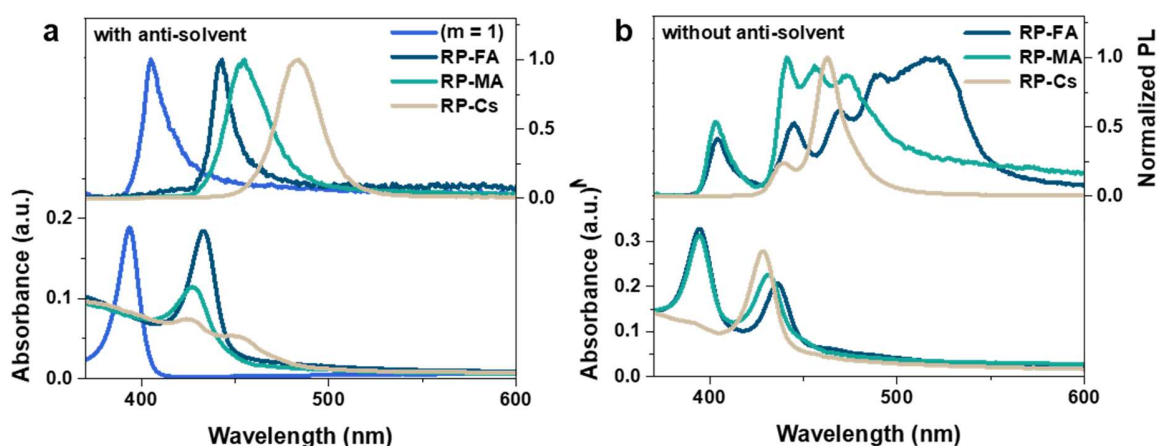 a
with anti-solvent
(m = 1)
RP-FA
RP-MA
RP-Cs
1.0
0.5
0.0
Absorbance (a.u.)
0.2
0.1
0.0
400
500
600
Wavelength (nm)
b
without anti-solvent
RP-FA
RP-MA
RP-Cs
1.0
0.5
0.0
Normalized PL
Absorbance (a.u.)
0.3
0.2
0.1
0.0
400
500
600
Wavelength (nm)